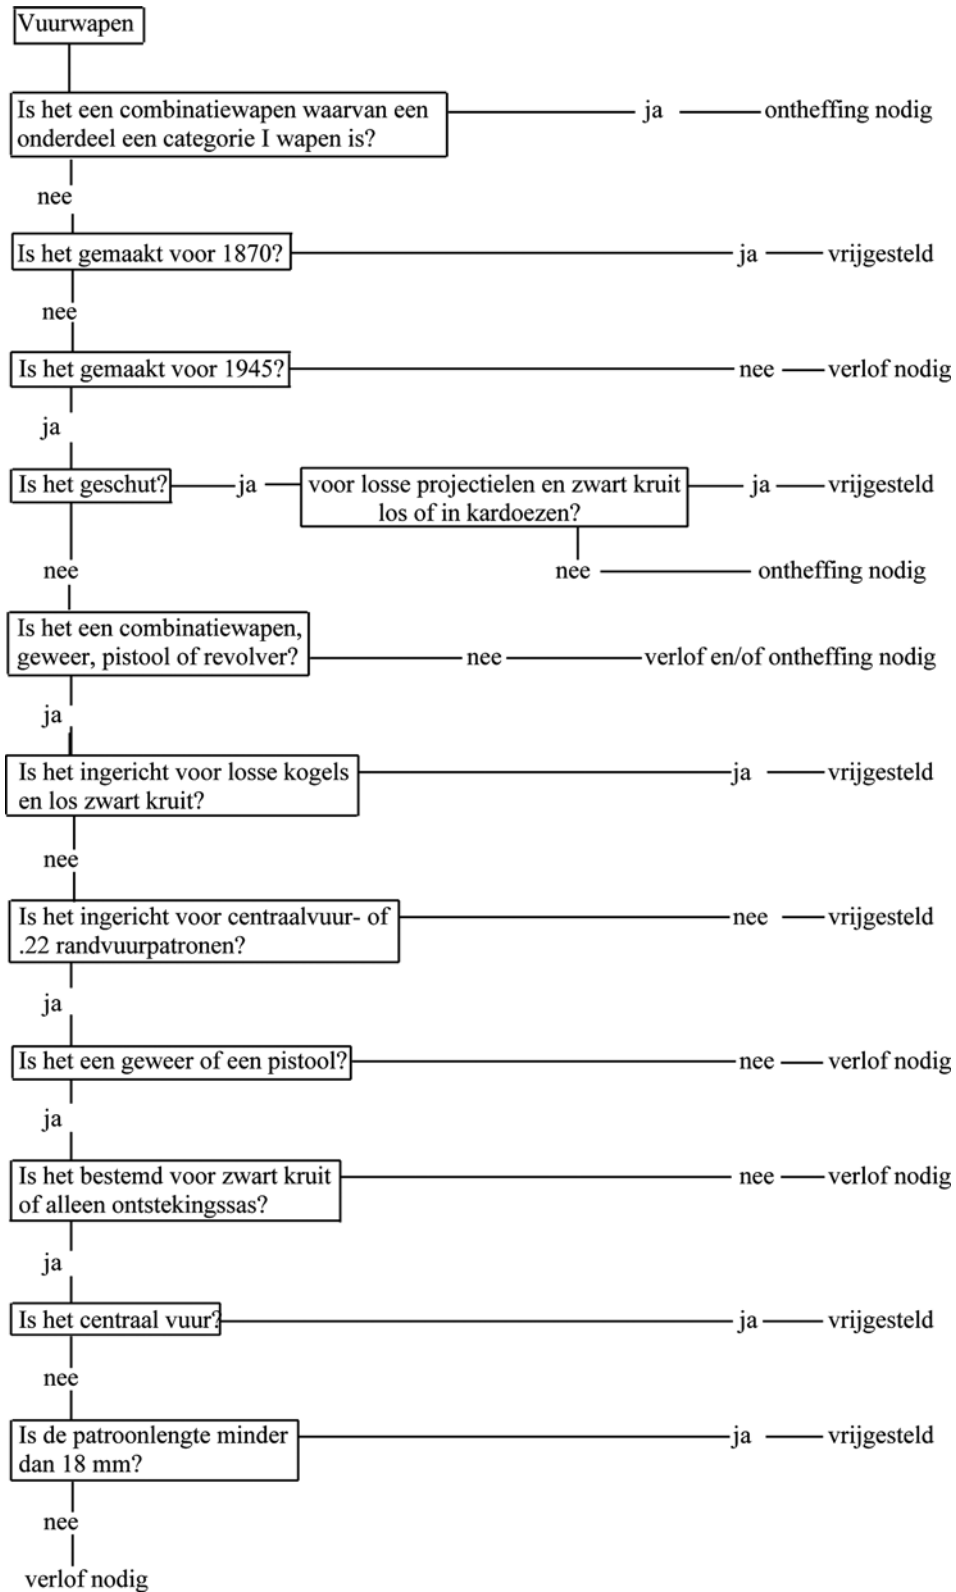 Vuurwapen
Is het een combinatiewapen waarvan een
onderdeel een categorie I wapen is?
ja
ontheffing nodig
nee
Is het gemaakt voor 1870?
ja
vrijgesteld
nee
Is het gemaakt voor 1945?
nee
verlof nodig
ja
Is het geschut?
ja
voor losse projectielen en zwart kruit
los of in kardoezen?
ja
vrijgesteld
nee
nee
ontheffing nodig
Is het een combinatiewapen,
geweer, pistool of revolver?
nee
verlof en/of ontheffing nodig
ja
Is het ingericht voor losse kogels
en los zwart kruit?
ja
vrijgesteld
nee
Is het ingericht voor centraalvuur- of
.22 randvuurpatronen?
nee
vrijgesteld
ja
Is het een geweer of een pistool?
nee
verlof nodig
ja
Is het bestemd voor zwart kruit
of alleen ontstekingssas?
nee
verlof nodig
ja
Is het centraal vuur?
ja
vrijgesteld
nee
Is de patroonlengte minder
dan 18 mm?
ja
vrijgesteld
nee
verlof nodig